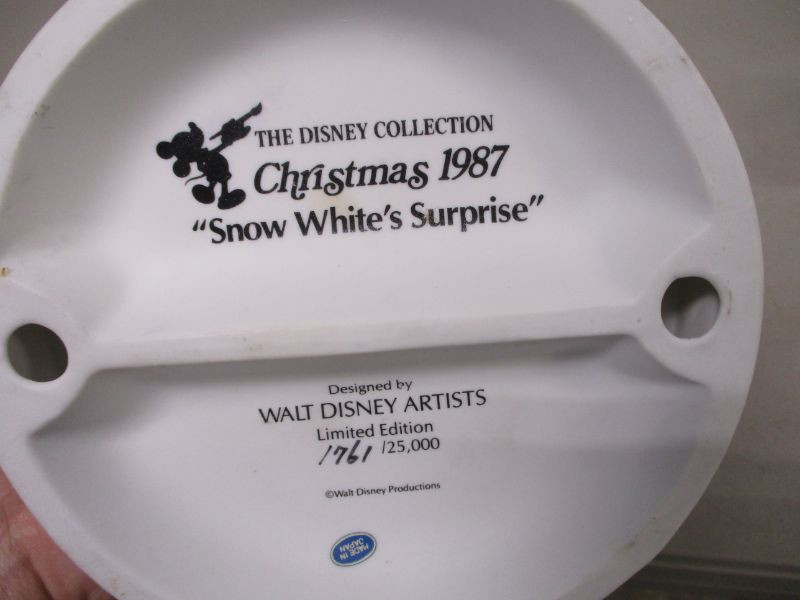 THE DISNEY COLLECTION
Christmas 1987
“Snow White’s Surprise”
Designed by
WALT DISNEY ARTISTS
Limited Edition
1761 /25,000
©Walt Disney Productions
MADE IN
JAPAN